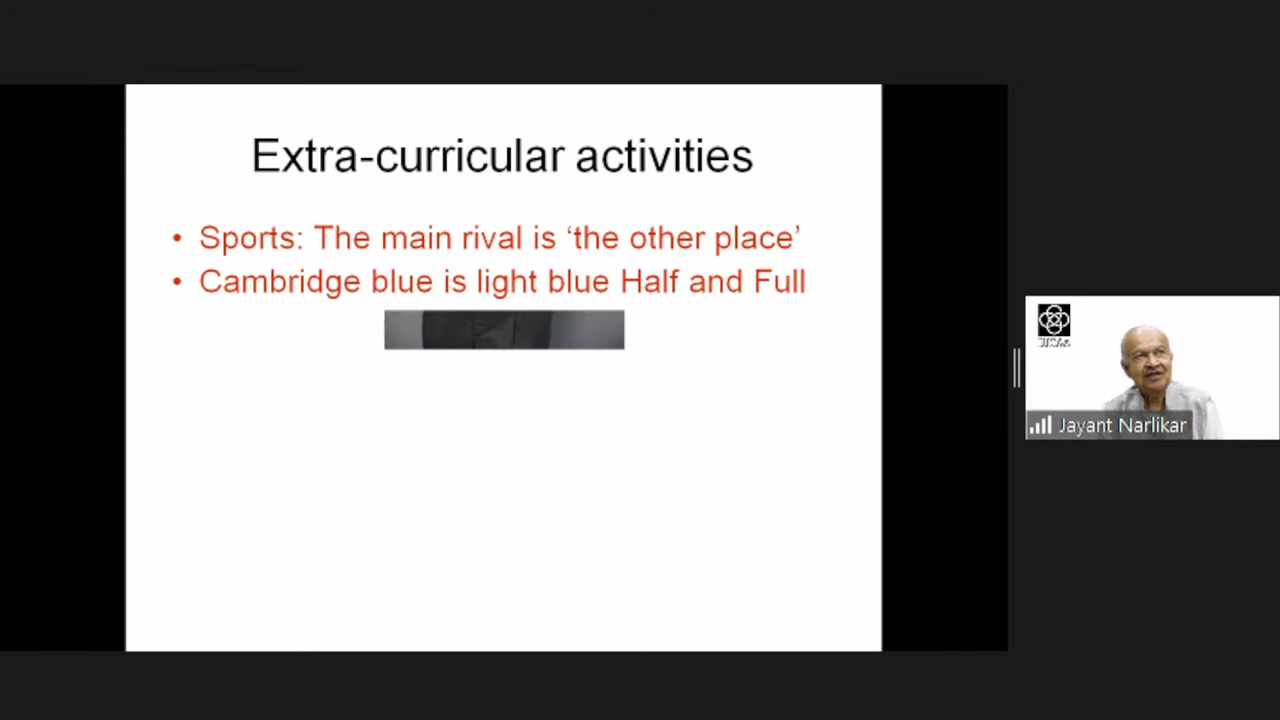 Extra-curricular activities
• Sports: The main rival is ‘the other place’
• Cambridge blue is light blue Half and Full
Jayant Narlikar